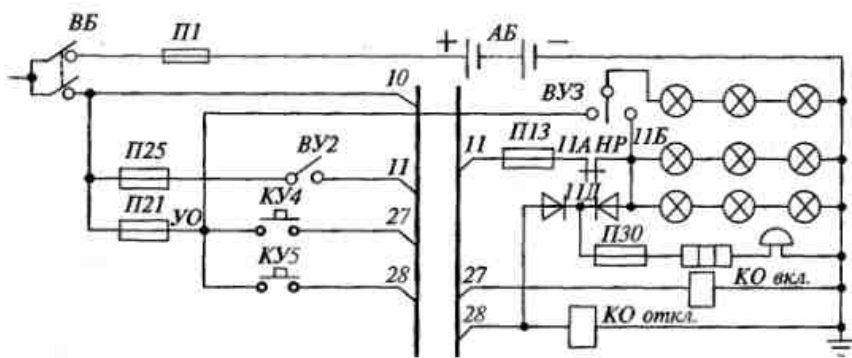 ВБ
П1
+
АБ
−
10
ВУЗ
П25
ВУ2
11
11
П13
11А
НР
11Б
П21
УО
КУ4
27
11Д
П30
КУ5
28
27
КО вкл.
28
КО откл.